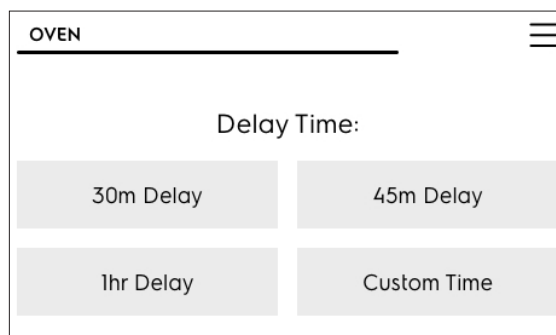 OVEN
Delay Time:
30m Delay
45m Delay
1hr Delay
Custom Time